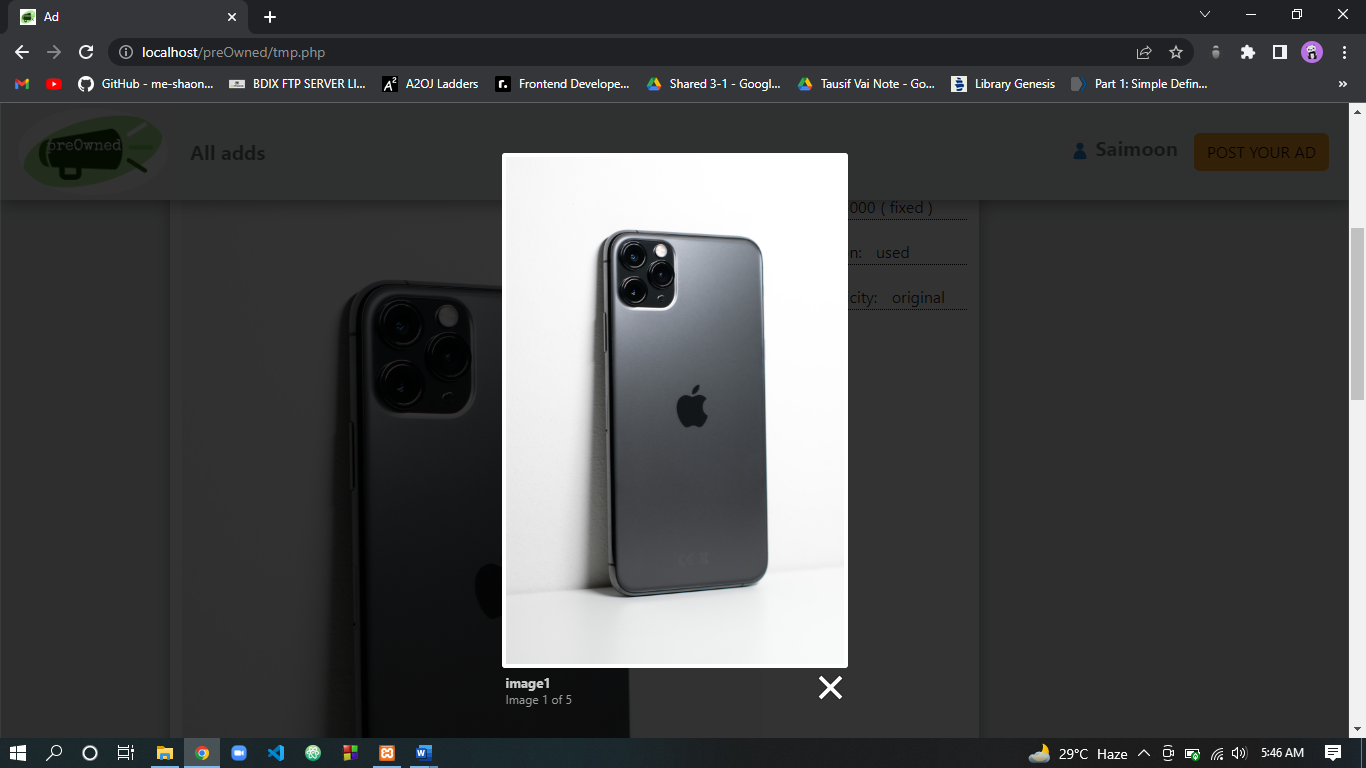 Ad
localhost/preOwned/tmp.php
GitHub - me-shaon...
BDIX FTP SERVER LI...
A2OJ Ladders
Frontend Develope...
Shared 3-1 - Googl...
Tausif Vai Note - Go...
Library Genesis
Part 1: Simple Defin...
preOwned
All adds
Saimoon
POST YOUR AD
000 ( fixed )
n: used
city: original
image1
Image 1 of 5
29°C Haze
5:46 AM